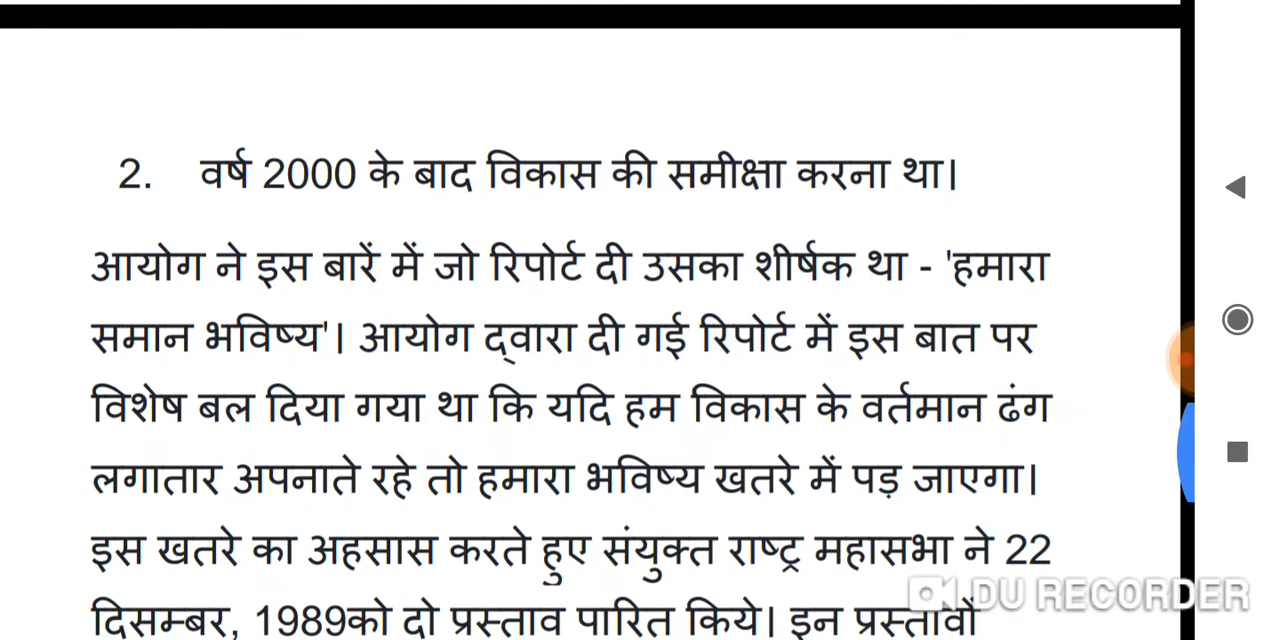 2. वर्ष 2000 के बाद विकास की समीक्षा करना था।
आयोग ने इस बारें में जो रिपोर्ट दी उसका शीर्षक था - 'हमारा
समान भविष्य'। आयोग द्वारा दी गई रिपोर्ट में इस बात पर
विशेष बल दिया गया था कि यदि हम विकास के वर्तमान ढंग
लगातार अपनाते रहे तो हमारा भविष्य खतरे में पड़ जाएगा।
इस खतरे का अहसास करते हुए संयुक्त राष्ट्र महासभा ने 22
दिसम्बर, 1989को दो प्रस्ताव पारित किये। इन प्रस्तावों
DU RECORDER